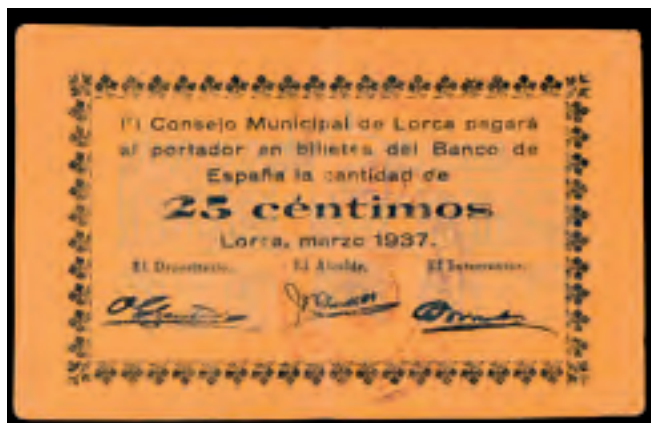 El Consejo Municipal de Lorca pagará
al portador en billetes del Banco de
España la cantidad de
25 céntimos
Lorca, marzo 1937.
El Depositario. El Alcalde, El Interventor.